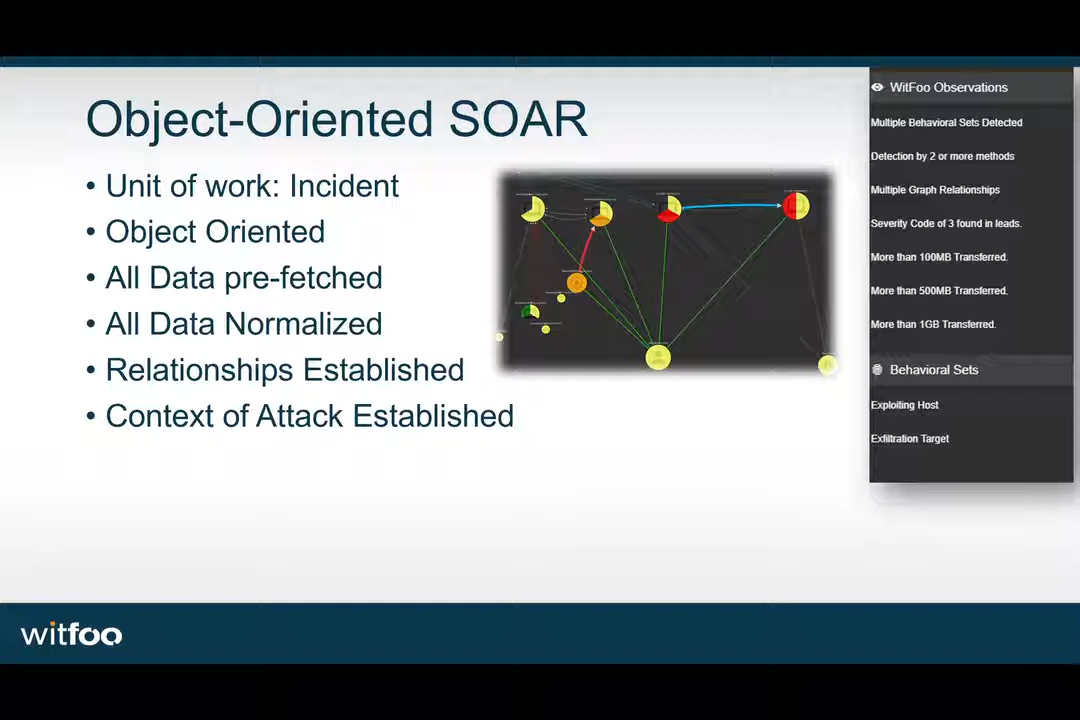 Object-Oriented SOAR
• Unit of work: Incident
• Object Oriented
• All Data pre-fetched
• All Data Normalized
• Relationships Established
• Context of Attack Established
WitFoo Observations
Multiple Behavioral Sets Detected
Detection by 2 or more methods
Multiple Graph Relationships
Severity Code of 3 found in leads.
More than 100MB Transferred.
More than 500MB Transferred.
More than 1GB Transferred.
Behavioral Sets
Exploiting Host
Exfiltration Target
witfoo